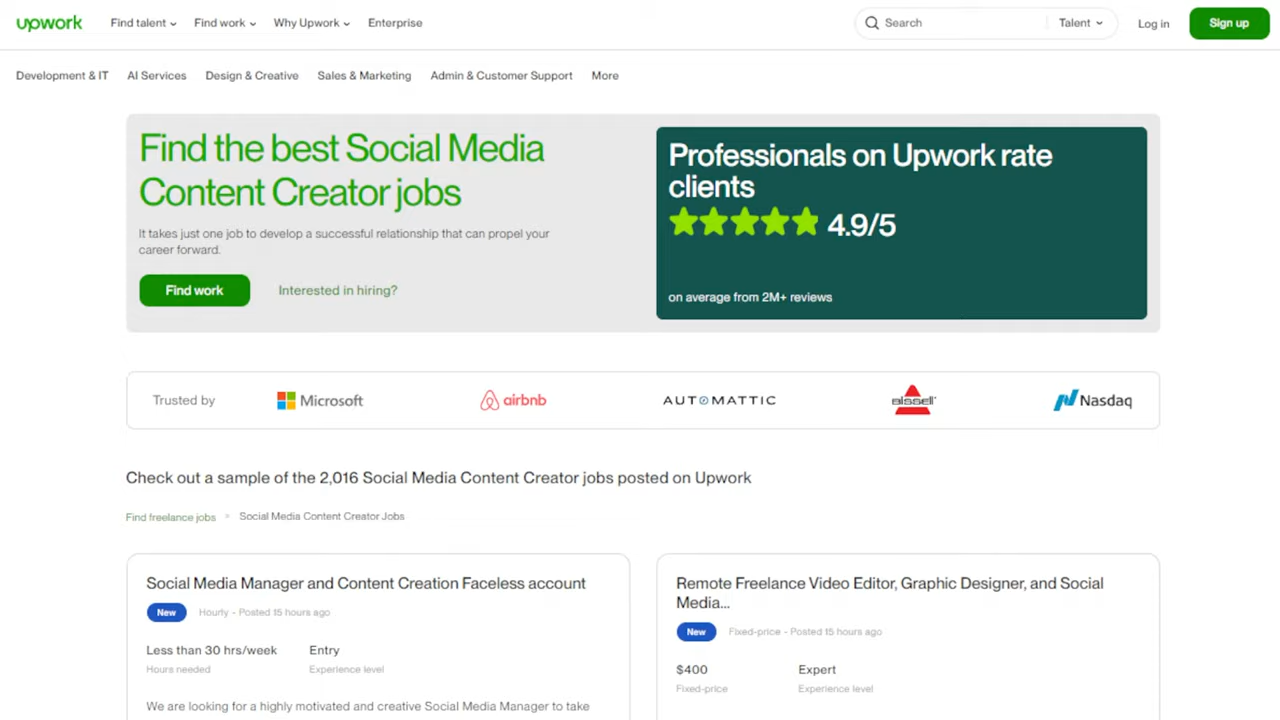 upwork Find talent Find work Why Upwork Enterprise Search Talent Log in Sign up
Development & IT AI Services Design & Creative Sales & Marketing Admin & Customer Support More
Find the best Social Media
Content Creator jobs
It takes just one job to develop a successful relationship that can propel your
career forward.
Find work Interested in hiring?
Professionals on Upwork rate
clients
4.9/5
on average from 2M+ reviews
Trusted by Microsoft airbnb AUTOMATTIC BISSELL Nasdaq
Check out a sample of the 2,016 Social Media Content Creator jobs posted on Upwork
Find freelance jobs Social Media Content Creator Jobs
Social Media Manager and Content Creation Faceless account
New Hourly - Posted 15 hours ago
Less than 30 hrs/week Entry
Hours needed Experience level
We are looking for a highly motivated and creative Social Media Manager to take
Remote Freelance Video Editor, Graphic Designer, and Social
Media...
New Fixed-price - Posted 15 hours ago
$400 Expert
Fixed-price Experience level